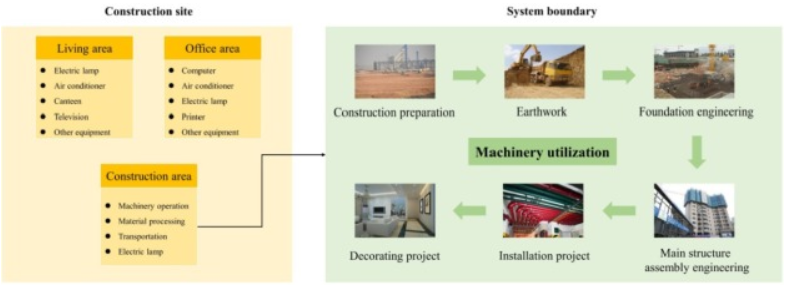 Construction site
System boundary
Living area
Electric lamp
Air conditioner
Canteen
Television
Other equipment
Office area
Computer
Air conditioner
Electric lamp
Printer
Other equipment
Construction area
Machinery operation
Material processing
Transportation
Electric lamp
Construction preparation
Earthwork
Foundation engineering
Machinery utilization
Decorating project
Installation project
Main structure
assembly engineering